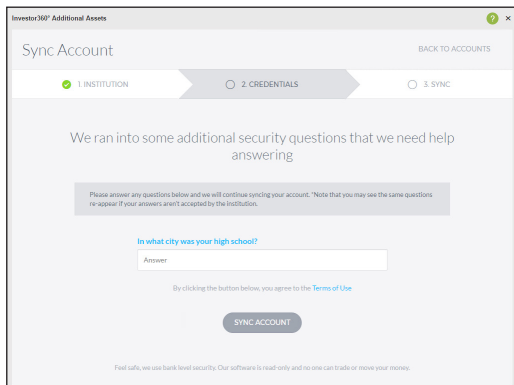 Investor360° Additional Assets
? ×
Sync Account
BACK TO ACCOUNTS
1. INSTITUTION
2. CREDENTIALS
3. SYNC
We ran into some additional security questions that we need help
answering
Please answer any questions below and we will continue syncing your account. *Note that you may see the same questions
re-appear if your answers aren't accepted by the institution.
In what city was your high school?
Answer
By clicking the button below, you agree to the Terms of Use
SYNC ACCOUNT
Feel safe, we use bank level security. Our software is read-only and no one can trade or move your money.